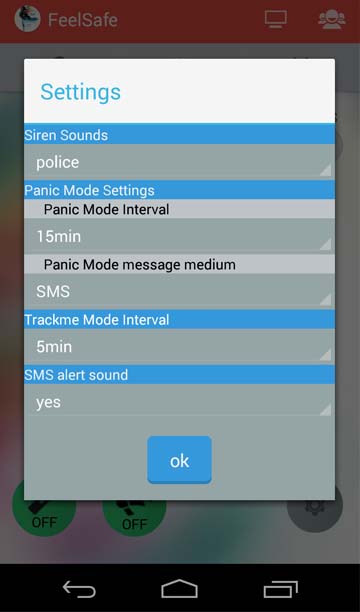 FeelSafe
Settings
Siren Sounds
police
Panic Mode Settings
Panic Mode Interval
15min
Panic Mode message medium
SMS
Trackme Mode Interval
5min
SMS alert sound
yes
ok
OFF
OFF